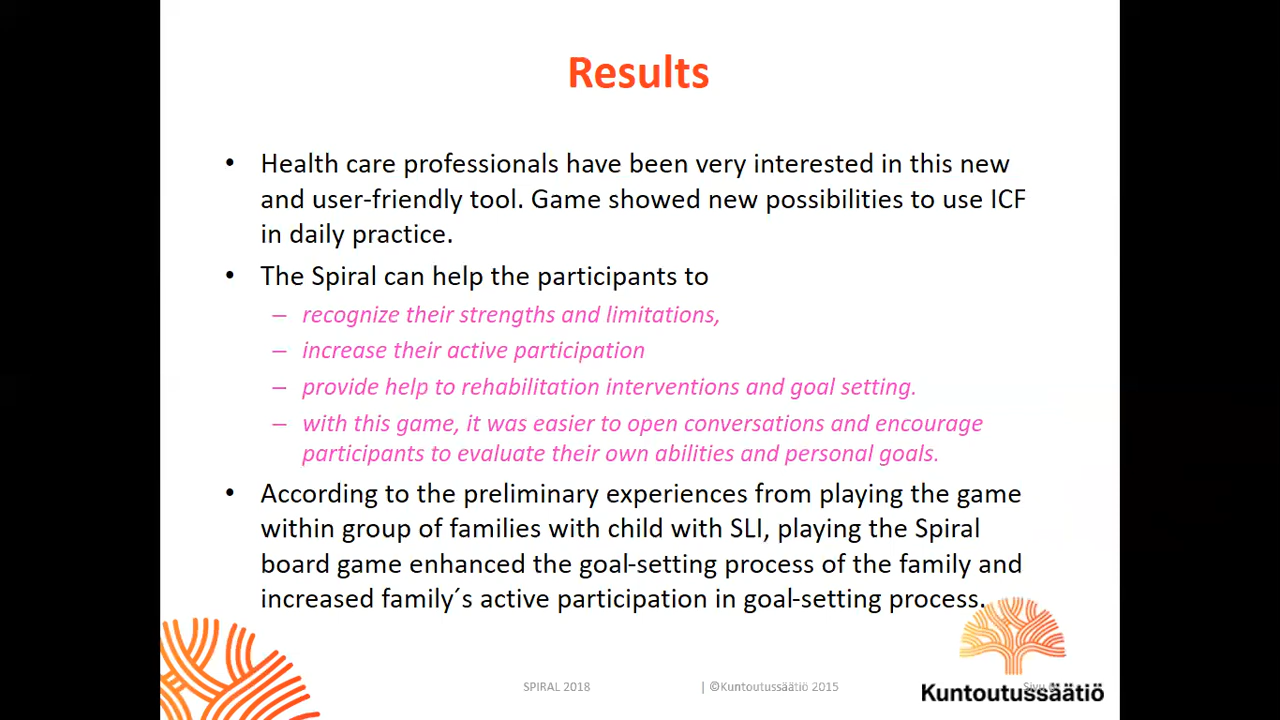 Results
• Health care professionals have been very interested in this new
and user-friendly tool. Game showed new possibilities to use ICF
in daily practice.
• The Spiral can help the participants to
– recognize their strengths and limitations,
– increase their active participation
– provide help to rehabilitation interventions and goal setting.
– with this game, it was easier to open conversations and encourage
participants to evaluate their own abilities and personal goals.
• According to the preliminary experiences from playing the game
within group of families with child with SLI, playing the Spiral
board game enhanced the goal-setting process of the family and
increased family´s active participation in goal-setting process.
SPIRAL 2018
| ©Kuntoutussäätiö 2015
Sivu
Kuntoutussäätiö